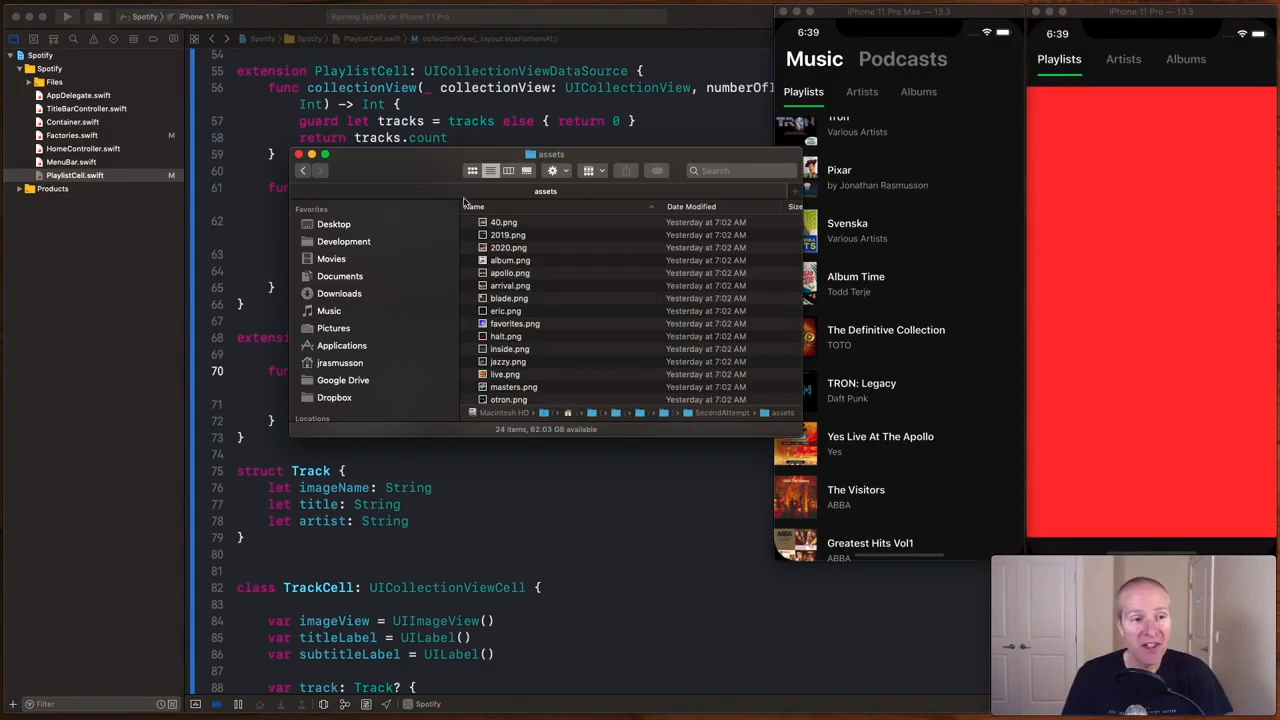 Spotify
iPhone 11 Pro
Running Spotify on iPhone 11 Pro
Spotify
Spotify
PlaylistCell.swift
collectionView(_:layout:sizeForItemAt:)
Spotify
Spotify
Files
AppDelegate.swift
TitleBarController.swift
Container.swift
Factories.swift
M
HomeController.swift
MenuBar.swift
PlaylistCell.swift
M
Products
Filter
54
55 extension PlaylistCell: UICollectionViewDataSource {
56 func collectionView(_ collectionView: UICollectionView, numberOf
Int) -> Int {
57 guard let tracks = tracks else { return 0 }
58 return tracks.count
59 }
60
61
62
63
64
65 }
66 }
67
68
69
70
71
72 }
73 }
74
75 struct Track {
76 let imageName: String
77 let title: String
78 let artist: String
79 }
80
82 class TrackCell: UICollectionViewCell {
83
84 var imageView = UIImageView()
85 var titleLabel = UILabel()
86 var subtitleLabel = UILabel()
87
88 var track: Track? {
Spotify
assets
Search
assets
Favorites
Desktop
Development
Movies
Documents
Downloads
Music
Pictures
Applications
jrasmusson
Google Drive
Dropbox
Locations
Name
Date Modified
Size
40.png Yesterday at 7:02 AM
2019.png Yesterday at 7:02 AM
2020.png Yesterday at 7:02 AM
album.png Yesterday at 7:02 AM
apollo.png Yesterday at 7:02 AM
arrival.png Yesterday at 7:02 AM
blade.png Yesterday at 7:02 AM
eric.png Yesterday at 7:02 AM
favorites.png Yesterday at 7:02 AM
halt.png Yesterday at 7:02 AM
inside.png Yesterday at 7:02 AM
jazzy.png Yesterday at 7:02 AM
live.png Yesterday at 7:02 AM
masters.png Yesterday at 7:02 AM
otron.png Yesterday at 7:02 AM
Macintosh HD
SecondAttempt
assets
24 items, 62.03 GB available
iPhone 11 Pro Max – 13.3
6:39
Music Podcasts
Playlists Artists Albums
Tron
Various Artists
Pixar
by Jonathan Rasmusson
Svenska
Various Artists
Album Time
Todd Terje
The Definitive Collection
TOTO
TRON: Legacy
Daft Punk
Yes Live At The Apollo
Yes
The Visitors
ABBA
Greatest Hits Vol1
ABBA
iPhone 11 Pro – 13.3
6:39
Playlists Artists Albums